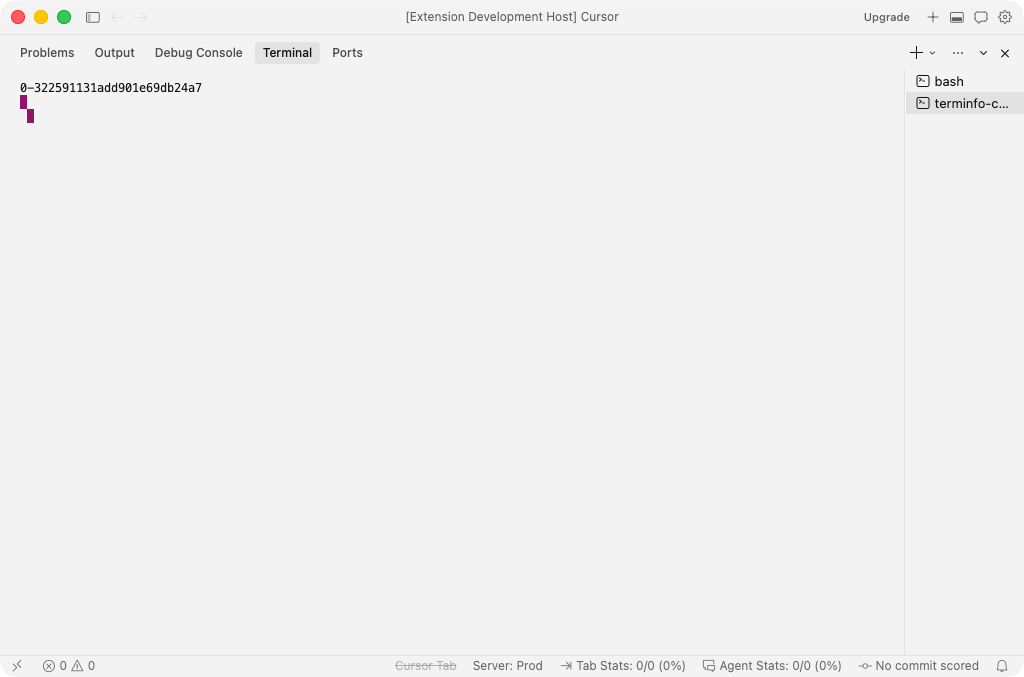 [Extension Development Host] Cursor
Upgrade
Problems Output Debug Console Terminal Ports
0-322591131add901e69db24a7
bash
terminfo-c...
0 0 Cursor Tab Server: Prod Tab Stats: 0/0 (0%) Agent Stats: 0/0 (0%) No commit scored